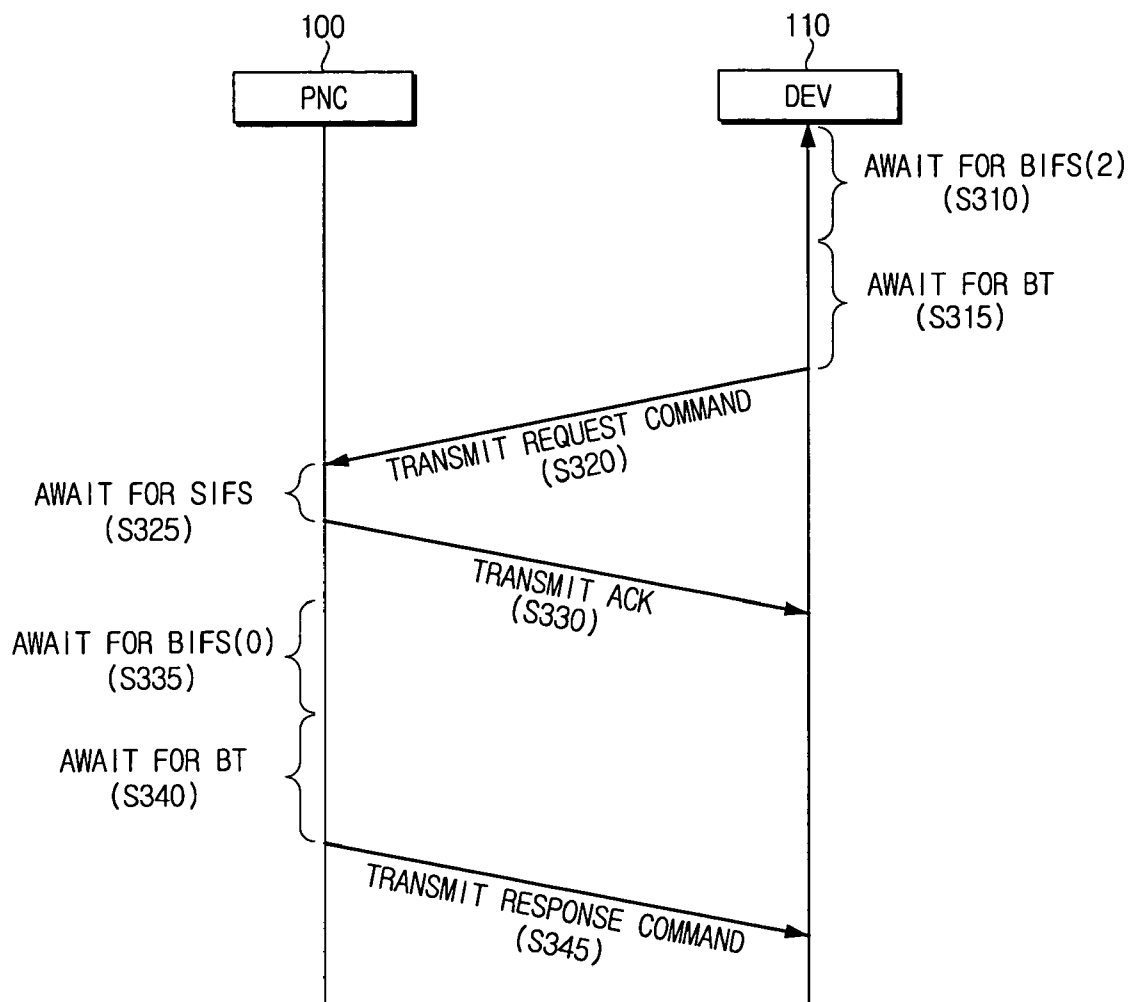 100
110
PNC
DEV
AWAIT FOR BIFS(2)
(S310)
AWAIT FOR BT
(S315)
TRANSMIT REQUEST COMMAND
(S320)
AWAIT FOR SIFS
(S325)
TRANSMIT ACK
(S330)
AWAIT FOR BIFS(0)
(S335)
AWAIT FOR BT
(S340)
TRANSMIT RESPONSE COMMAND
(S345)